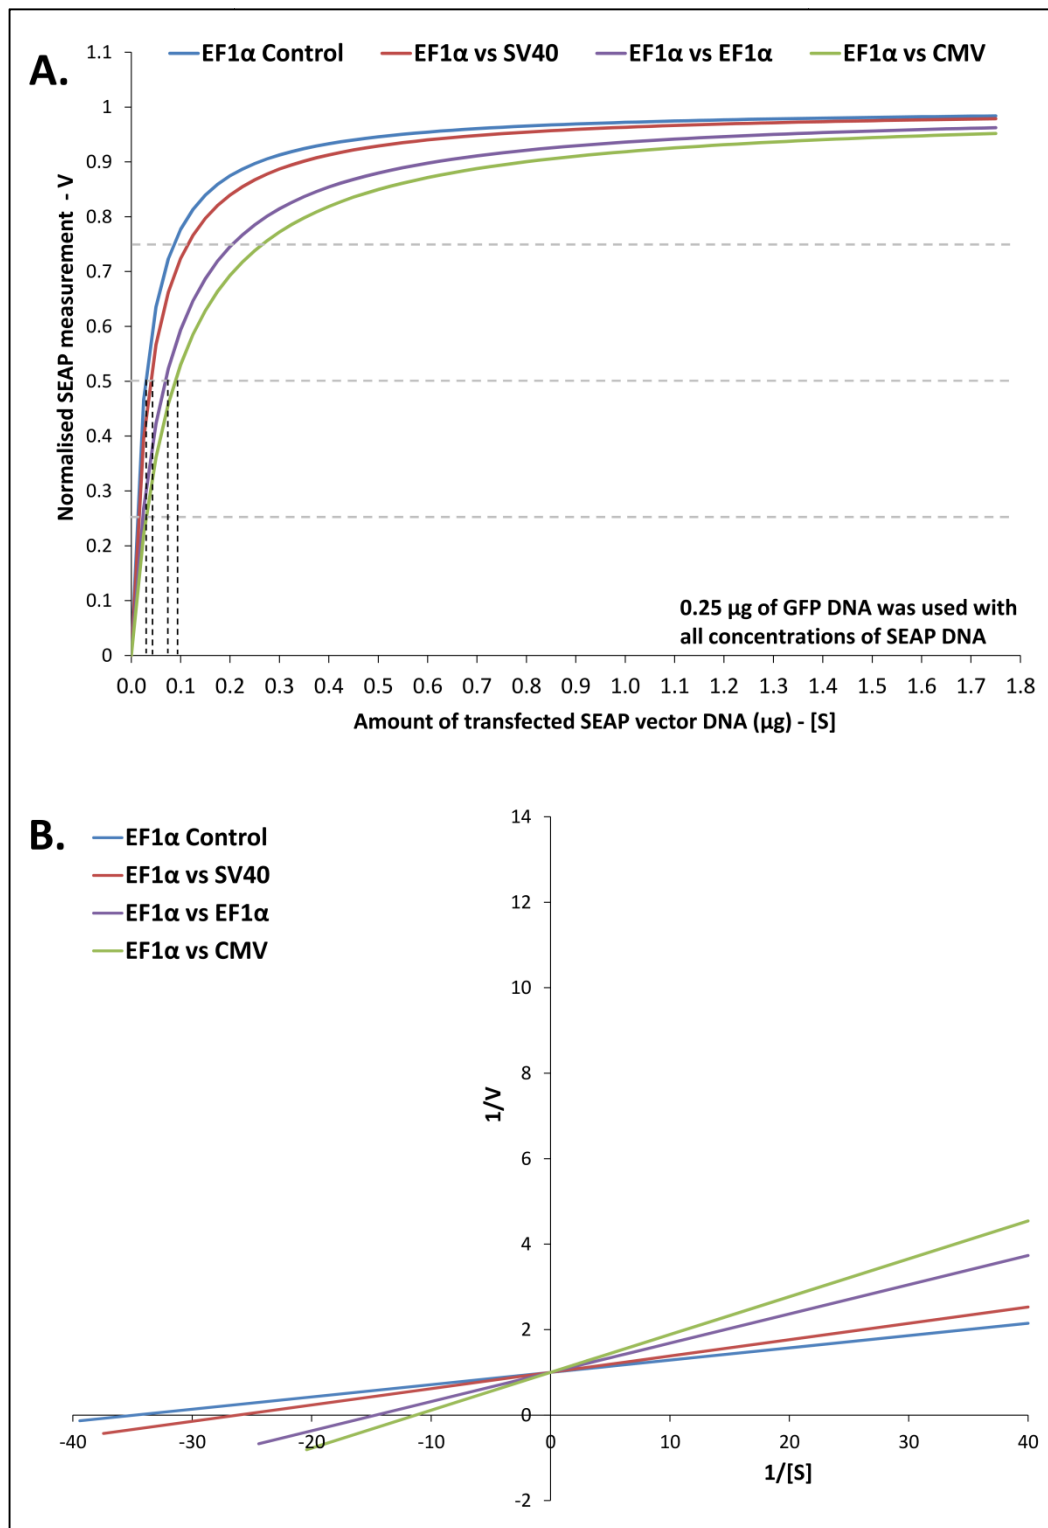 A.
EF1α Control
EF1α vs SV40
EF1α vs EF1α
EF1α vs CMV
1.1
1
0.9
0.8
0.7
0.6
0.5
0.4
0.3
0.2
0.1
0
Normalised SEAP measurement - V
0.25 µg of GFP DNA was used with
all concentrations of SEAP DNA
0.0 0.1 0.2 0.3 0.4 0.5 0.6 0.7 0.8 0.9 1.0 1.1 1.2 1.3 1.4 1.5 1.6 1.7 1.8
Amount of transfected SEAP vector DNA (µg) - [S]
B.
EF1α Control
EF1α vs SV40
EF1α vs EF1α
EF1α vs CMV
14
12
10
8
6
4
2
0
-2
1/V
-40 -30 -20 -10 0 10 20 30 40
1/[S]